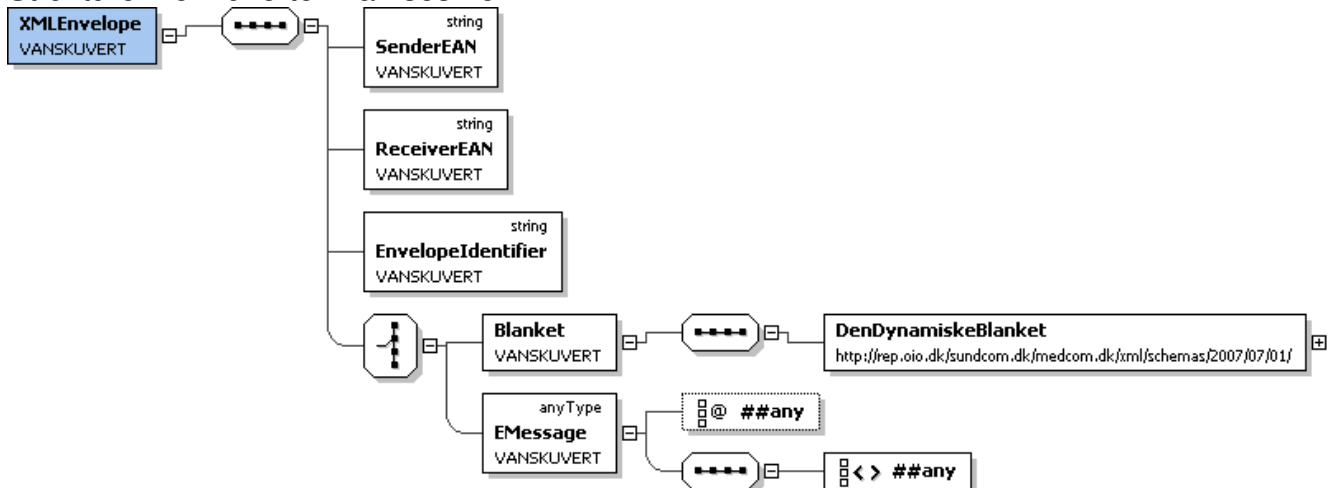 XMLEnvelope
VANSKUVERT
string
SenderEAN
VANSKUVERT
string
ReceiverEAN
VANSKUVERT
string
EnvelopeIdentifier
VANSKUVERT
Blanket
VANSKUVERT
DenDynamiskeBlanket
http://rep.oio.dk/sundcom.dk/medcom.dk/xml/schemas/2007/07/01/
anyType
EMessage
VANSKUVERT
@ ##any
<> ##any